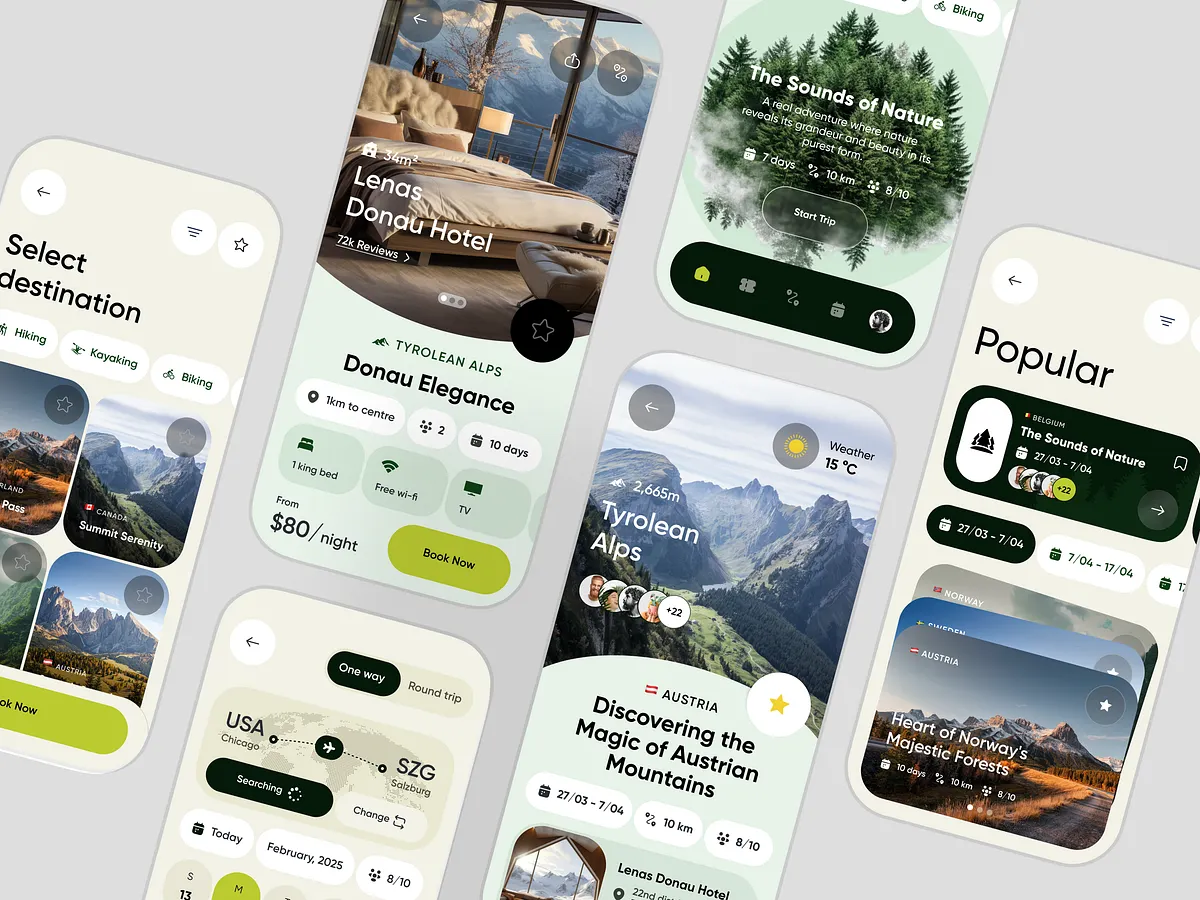 Select
destination
Hiking
Kayaking
Biking
Pass
CANADA
Summit Serenity
AUSTRIA
Now
34m²
Lenas
Donau Hotel
72k Reviews
TYROLEAN ALPS
Donau Elegance
1km to centre
2
10 days
1 king bed
Free wi-fi
TV
From
$80/night
Book Now
One way
Round trip
USA
Chicago
SZG
Salzburg
Searching
Change
Today
February, 2025
8/10
S
13
M
Biking
The Sounds of Nature
A real adventure where nature
reveals its grandeur and beauty in its
purest form.
7 days
10 km
8/10
Start Trip
Weather
15 °C
2,665m
Tyrolean
Alps
+22
AUSTRIA
Discovering the
Magic of Austrian
Mountains
27/03 - 7/04
10 km
8/10
Lenas Donau Hotel
22nd
Popular
BELGIUM
The Sounds of Nature
27/03 - 7/04
+22
27/03 - 7/04
7/04 - 17/04
NORWAY
SWEDEN
AUSTRIA
Heart of Norway's
Majestic Forests
10 days
10 km
8/10